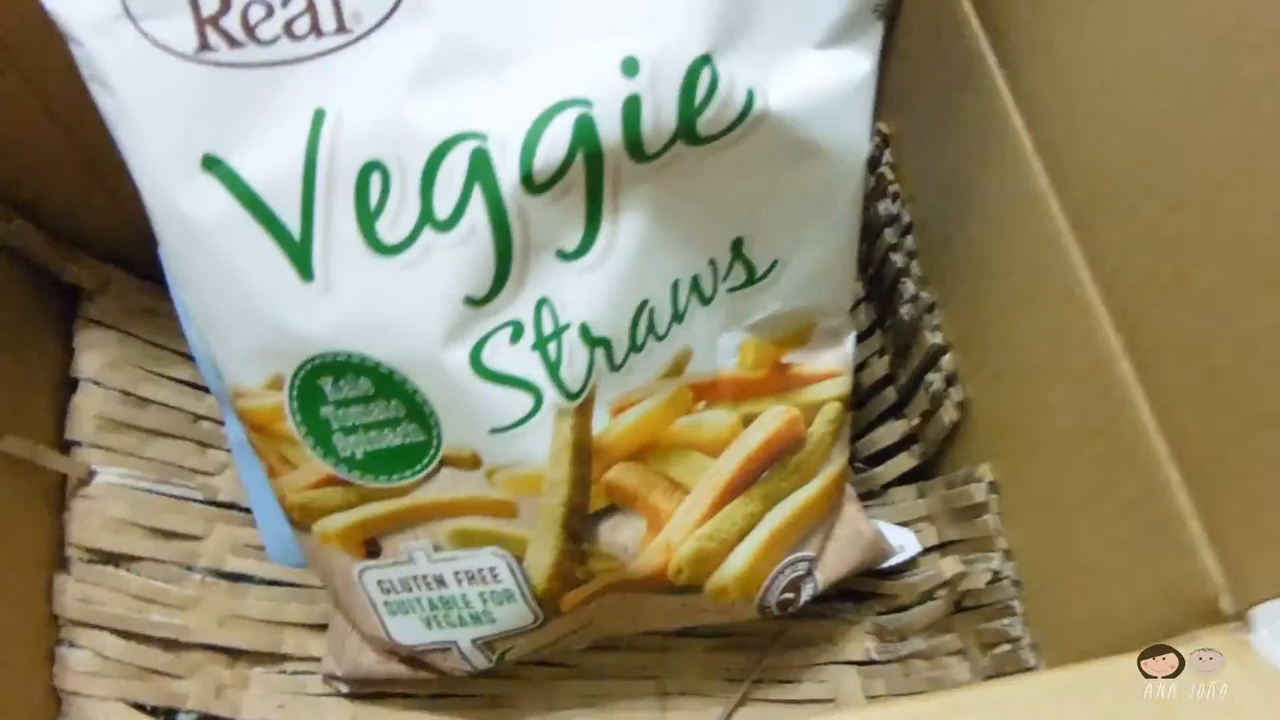 Real
Veggie
Straws
Kale
Tomato
Spinach
GLUTEN FREE
SUITABLE FOR
VEGANS
ANA JOÃO